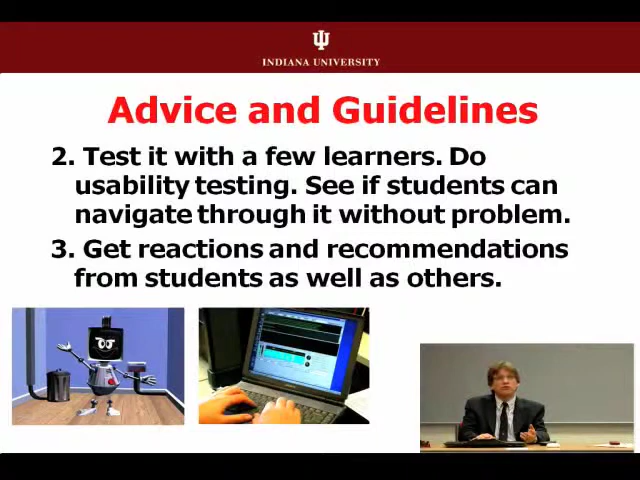 INDIANA UNIVERSITY
Advice and Guidelines
2. Test it with a few learners. Do
usability testing. See if students can
navigate through it without problem.
3. Get reactions and recommendations
from students as well as others.